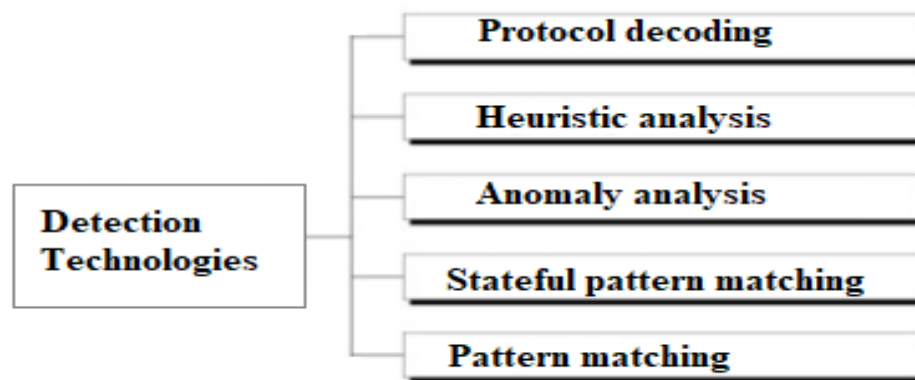 Detection
Technologies
Protocol decoding
Heuristic analysis
Anomaly analysis
Stateful pattern matching
Pattern matching